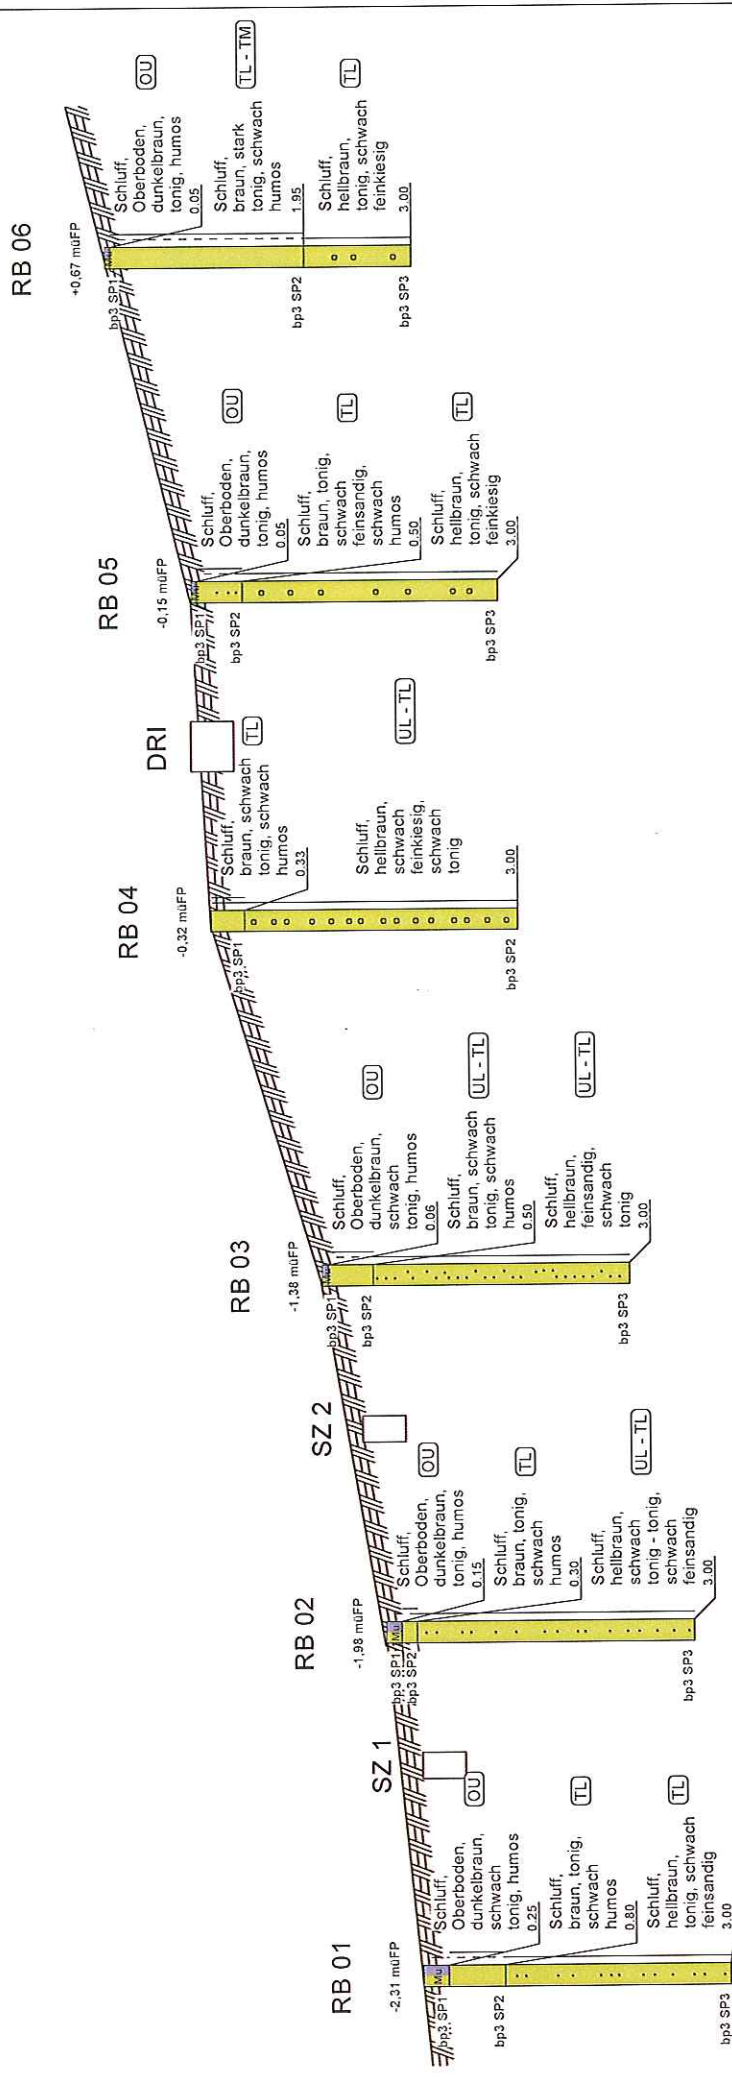 RB 01
-2,31 müFP
bp3 SP1
Mu
Schluff,
Oberboden,
dunkelbraun,
schwach
tonig, humos
0.25
OU
bp3 SP2
Schluff,
braun, tonig,
schwach
humos
0.80
TL
Schluff,
hellbraun,
tonig, schwach
feinsandig
3.00
TL
bp3 SP3
SZ 1
RB 02
-1,98 müFP
bp3 SP1
Mu
Schluff,
Oberboden,
dunkelbraun,
tonig, humos
0.15
OU
bp3 SP2
Schluff,
braun, tonig,
schwach
humos
0.30
TL
Schluff,
hellbraun,
schwach
tonig - tonig,
schwach
feinsandig
3.00
UL - TL
bp3 SP3
SZ 2
RB 03
-1,38 müFP
bp3 SP1
Mu
Schluff,
Oberboden,
dunkelbraun,
schwach
tonig, humos
0.06
OU
bp3 SP2
Schluff,
braun, schwach
tonig, schwach
humos
0.50
UL - TL
Schluff,
hellbraun,
feinsandig,
schwach
tonig
3.00
UL - TL
bp3 SP3
RB 04
-0,32 müFP
bp3 SP1
Schluff,
braun, schwach
tonig, schwach
humos
0.33
TL
Schluff,
hellbraun,
schwach
feinkiesig,
schwach
tonig
3.00
UL - TL
bp3 SP2
DRI
RB 05
-0,15 müFP
bp3 SP1
Schluff,
Oberboden,
dunkelbraun,
tonig, humos
0.05
OU
bp3 SP2
Schluff,
braun, tonig,
schwach
feinsandig,
schwach
humos
0.50
TL
Schluff,
hellbraun,
tonig, schwach
feinkiesig
3.00
TL
bp3 SP3
RB 06
+0,67 müFP
bp3 SP1
Mu
Schluff,
Oberboden,
dunkelbraun,
tonig, humos
0.05
OU
bp3 SP2
Schluff,
braun, stark
tonig, schwach
humos
1.95
TL - TM
Schluff,
hellbraun,
tonig, schwach
feinkiesig
3.00
TL
bp3 SP3